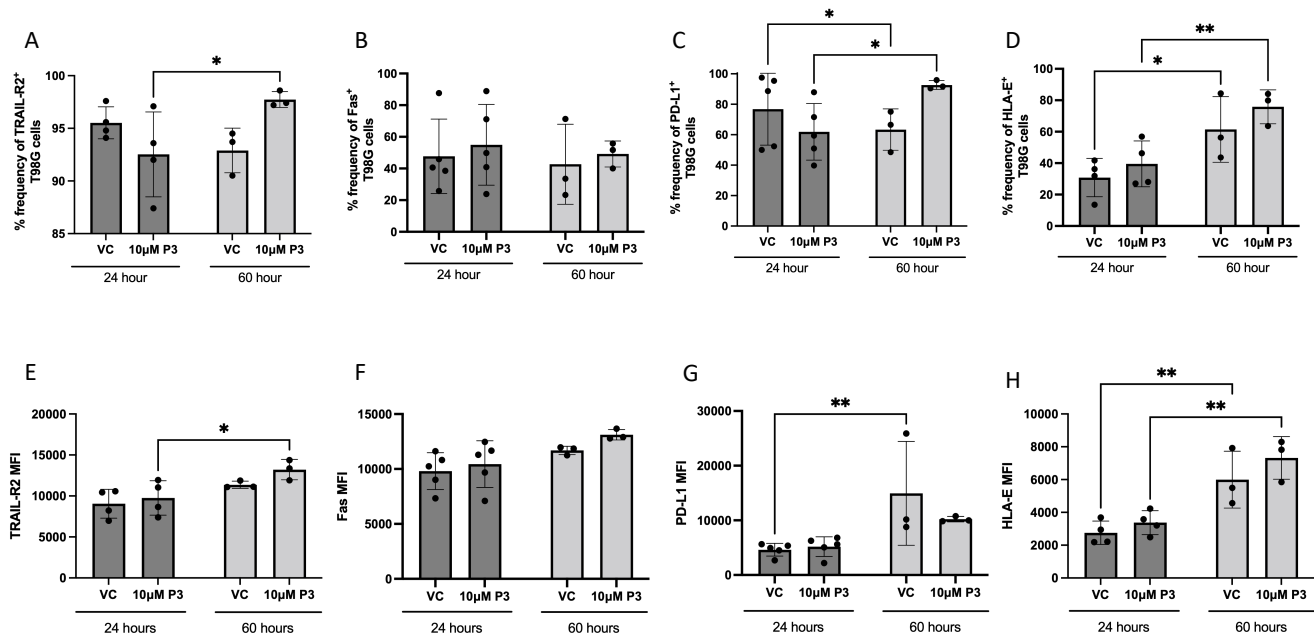 A
% frequency of TRAIL-R2⁺
T98G cells
100
95
90
85
*
VC
10µM P3
VC
10µM P3
24 hour
60 hour
B
% frequency of Fas⁺
T98G cells
100
80
60
40
20
0
VC
10µM P3
VC
10µM P3
24 hour
60 hour
C
% frequency of PD-L1⁺
T98G cells
100
80
60
40
20
0
*
*
VC
10µM P3
VC
10µM P3
24 hour
60 hour
D
% frequency of HLA-E⁺
T98G cells
100
80
60
40
20
0
**
*
VC
10µM P3
VC
10µM P3
24 hour
60 hour
E
TRAIL-R2 MFI
20000
15000
10000
5000
0
*
VC
10µM P3
VC
10µM P3
24 hours
60 hours
F
Fas MFI
15000
10000
5000
0
VC
10µM P3
VC
10µM P3
24 hours
60 hours
G
PD-L1 MFI
30000
20000
10000
0
**
VC
10µM P3
VC
10µM P3
24 hours
60 hours
H
HLA-E MFI
10000
8000
6000
4000
2000
0
**
**
VC
10µM P3
VC
10µM P3
24 hours
60 hours